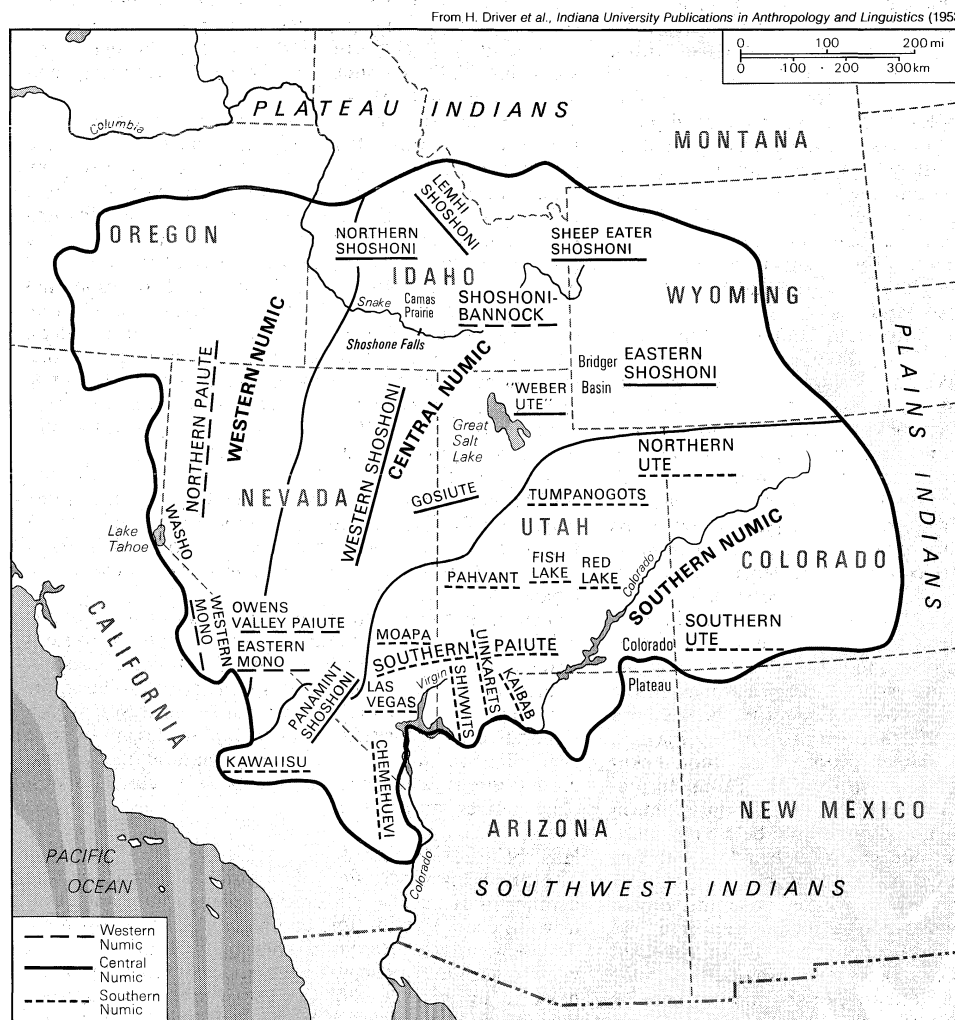 From H. Driver et al., Indiana University Publications in Anthropology and Linguistics (195
0 100 200 mi
0 100 200 300km
PLATEAU INDIANS
Columbia
MONTANA
LEMHI
SHOSHONI
OREGON
NORTHERN
SHOSHONI
SHEEP EATER
SHOSHONI
IDAHO
Snake
Camas
Prairie
SHOSHONI-
BANNOCK
WYOMING
Shoshone Falls
WESTERN NUMIC
NORTHERN PAIUTE
CENTRAL NUMIC
WESTERN SHOSHONI
Bridger
Basin
EASTERN
SHOSHONI
"WEBER
UTE"
Great
Salt
Lake
PLAINS INDIANS
NORTHERN
UTE
NEVADA
GOSIUTE
TUMPANOGOTS
UTAH
SOUTHERN NUMIC
Lake
Tahoe
WASHO
FISH
LAKE
RED
LAKE
Colorado
COLORADO
PAHVANT
CALIFORNIA
WESTERN
MONO
OWENS
VALLEY PAIUTE
EASTERN
MONO
MOAPA
SOUTHERN PAIUTE
SOUTHERN
UTE
Colorado
Plateau
PANAMINT
SHOSHONI
LAS
VEGAS
Virgin
SHIVWITS
UINKARETS
KAIBAB
KAWAIISU
CHEMEHUEVI
ARIZONA
NEW MEXICO
PACIFIC
OCEAN
Colorado
SOUTHWEST INDIANS
Western
Numic
Central
Numic
Southern
Numic